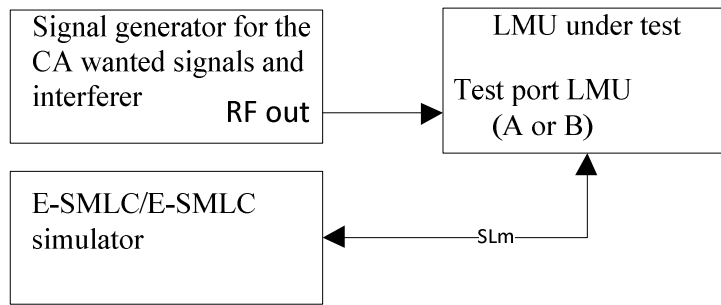 Signal generator for the
CA wanted signals and
interferer
RF out
LMU under test
Test port LMU
(A or B)
E-SMLC/E-SMLC
simulator
SLm